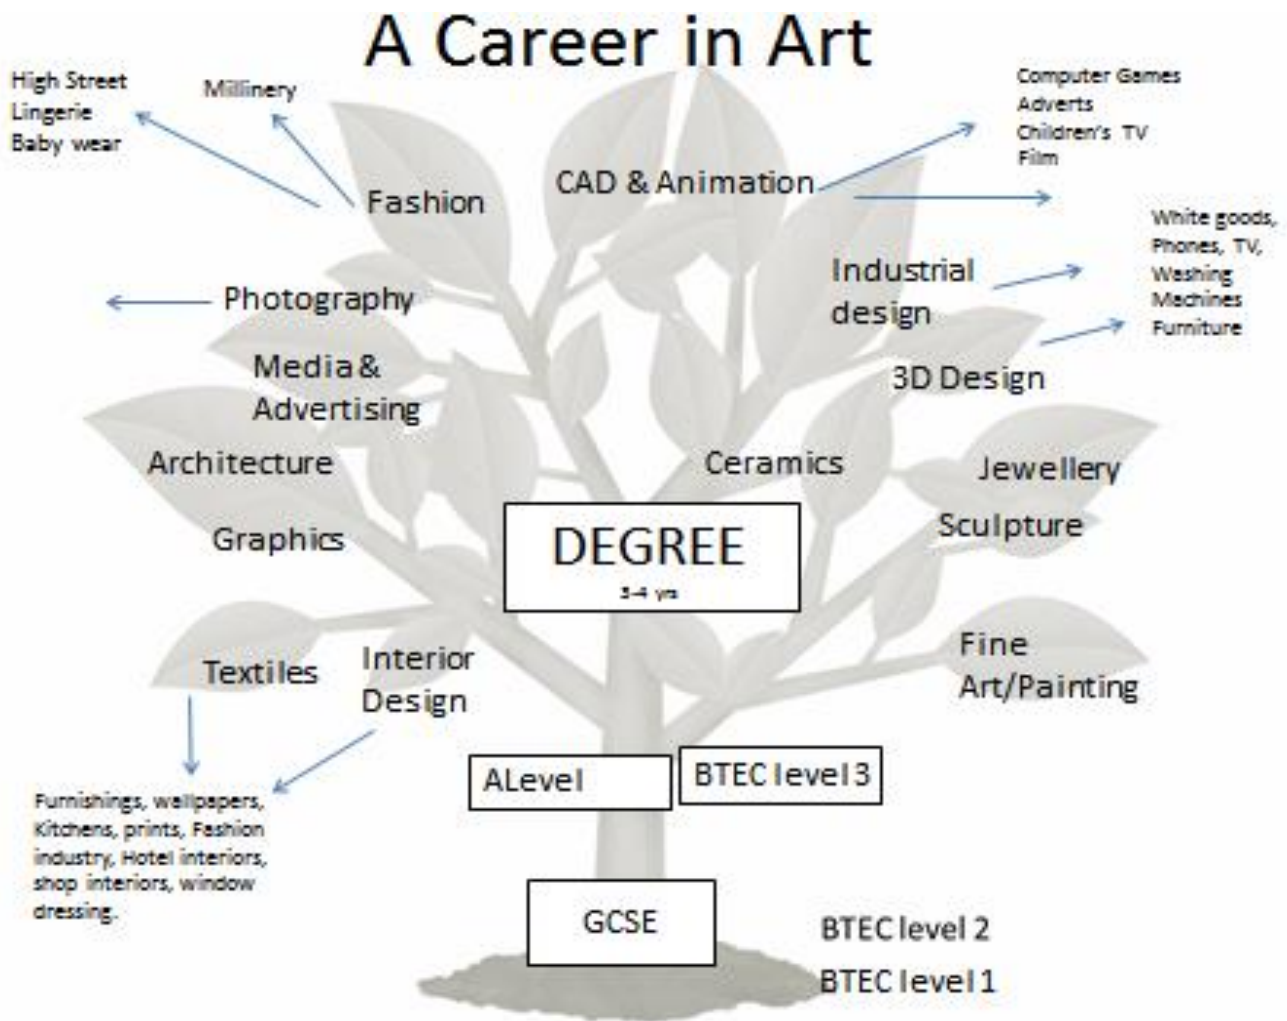 A Career in Art
High Street
Lingerie
Baby wear
Millinery
Computer Games
Adverts
Children's TV
Film
Fashion
CAD & Animation
White goods,
Phones, TV,
Washing
Machines
Furniture
Industrial
design
Photography
Media &
Advertising
3D Design
Architecture
Ceramics
Jewellery
Graphics
DEGREE
3-4 yrs
Sculpture
Textiles
Interior
Design
Fine
Art/Painting
ALevel
BTEC level 3
Furnishings, wallpapers,
Kitchens, prints, Fashion
industry, Hotel interiors,
shop interiors, window
dressing.
GCSE
BTEC level 2
BTEC level 1